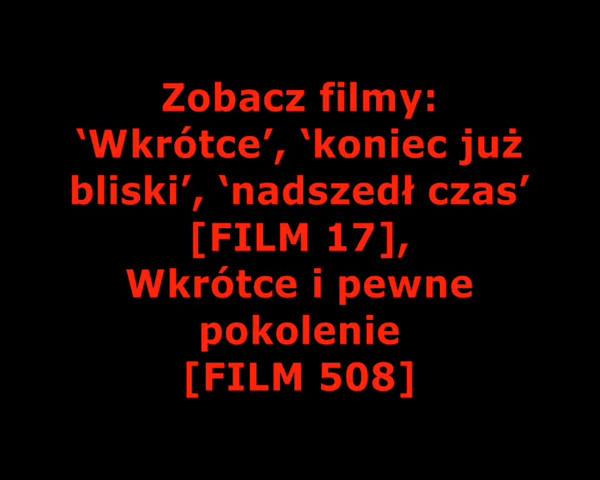 Zobacz filmy:
‘Wkrótce’, ‘koniec już
bliski’, ‘nadszedł czas’
[FILM 17],
Wkrótce i pewne
pokolenie
[FILM 508]